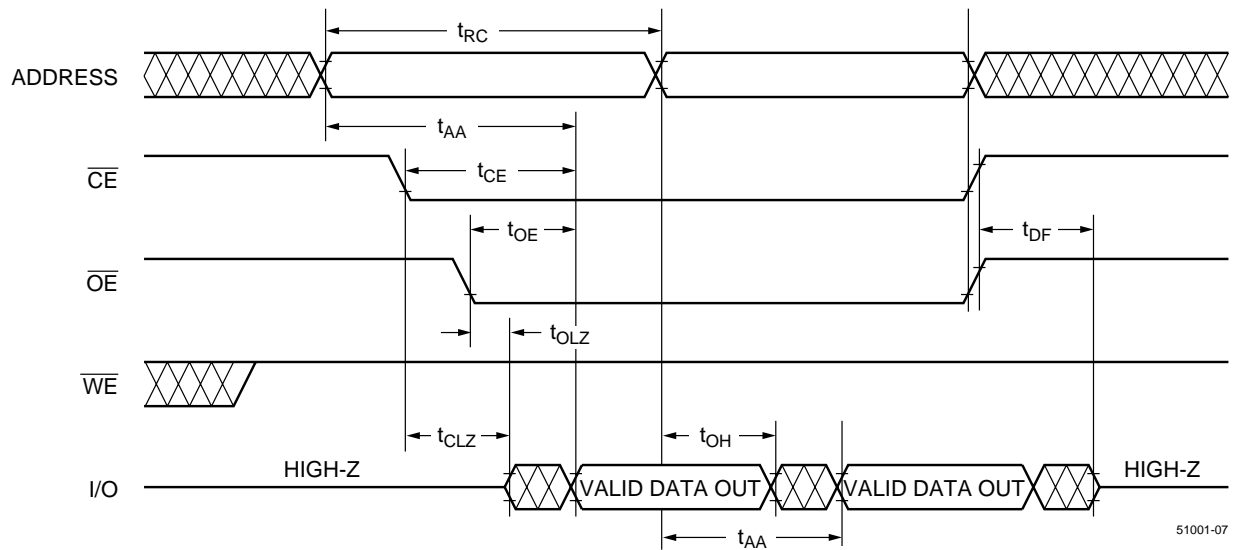 tRC
ADDRESS
tAA
CE
tCE
tOE
tDF
OE
tOLZ
WE
tCLZ
tOH
HIGH-Z
HIGH-Z
I/O
VALID DATA OUT
VALID DATA OUT
tAA
51001-07